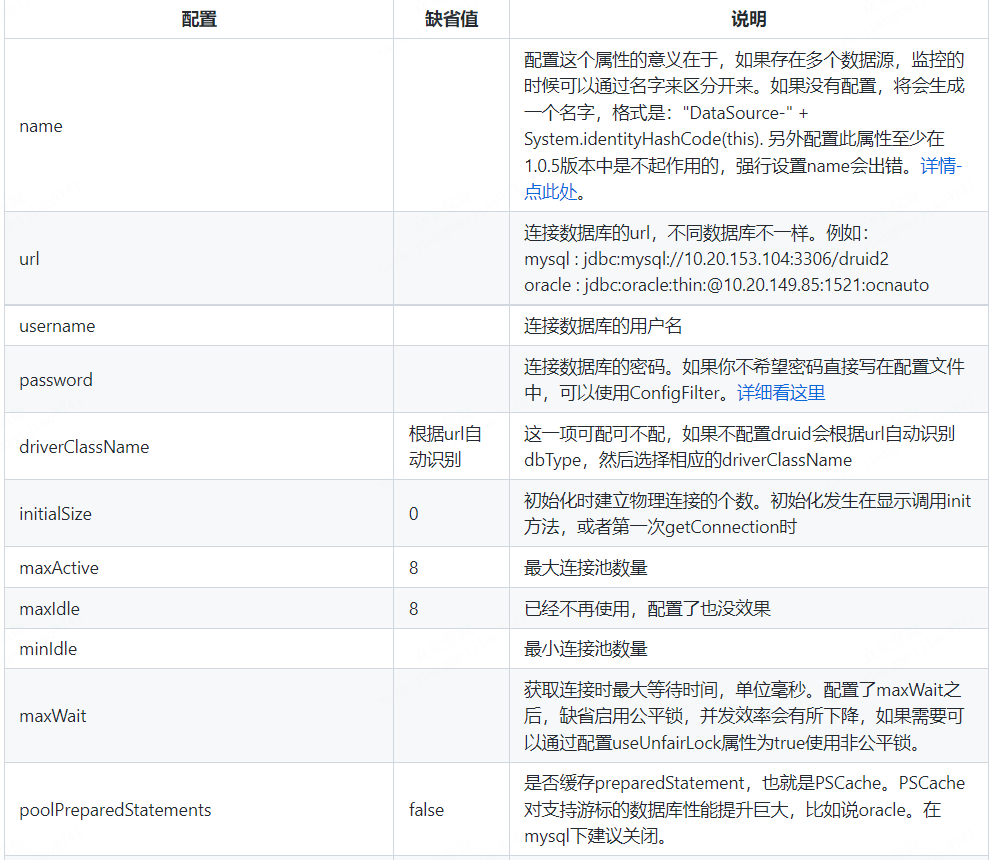 配置 缺省值 说明
name
配置这个属性的意义在于，如果存在多个数据源，监控的
时候可以通过名字来区分开来。如果没有配置，将会生成
一个名字，格式是："DataSource-" +
System.identityHashCode(this). 另外配置此属性至少在
1.0.5版本中是不起作用的，强行设置name会出错。详情-
点此处。
url
连接数据库的url，不同数据库不一样。例如：
mysql : jdbc:mysql://10.20.153.104:3306/druid2
oracle : jdbc:oracle:thin:@10.20.149.85:1521:ocnauto
username 连接数据库的用户名
password
连接数据库的密码。如果你不希望密码直接写在配置文件
中，可以使用ConfigFilter。详细看这里
driverClassName
根据url自
动识别
这一项可配可不配，如果不配置druid会根据url自动识别
dbType，然后选择相应的driverClassName
initialSize 0
初始化时建立物理连接的个数。初始化发生在显示调用init
方法，或者第一次getConnection时
maxActive 8 最大连接池数量
maxIdle 8 已经不再使用，配置了也没效果
minIdle 最小连接池数量
maxWait
获取连接时最大等待时间，单位毫秒。配置了maxWait之
后，缺省启用公平锁，并发效率会有所下降，如果需要可
以通过配置useUnfairLock属性为true使用非公平锁。
poolPreparedStatements false
是否缓存preparedStatement，也就是PSCache。PSCache
对支持游标的数据库性能提升巨大，比如说oracle。在
mysql下建议关闭。